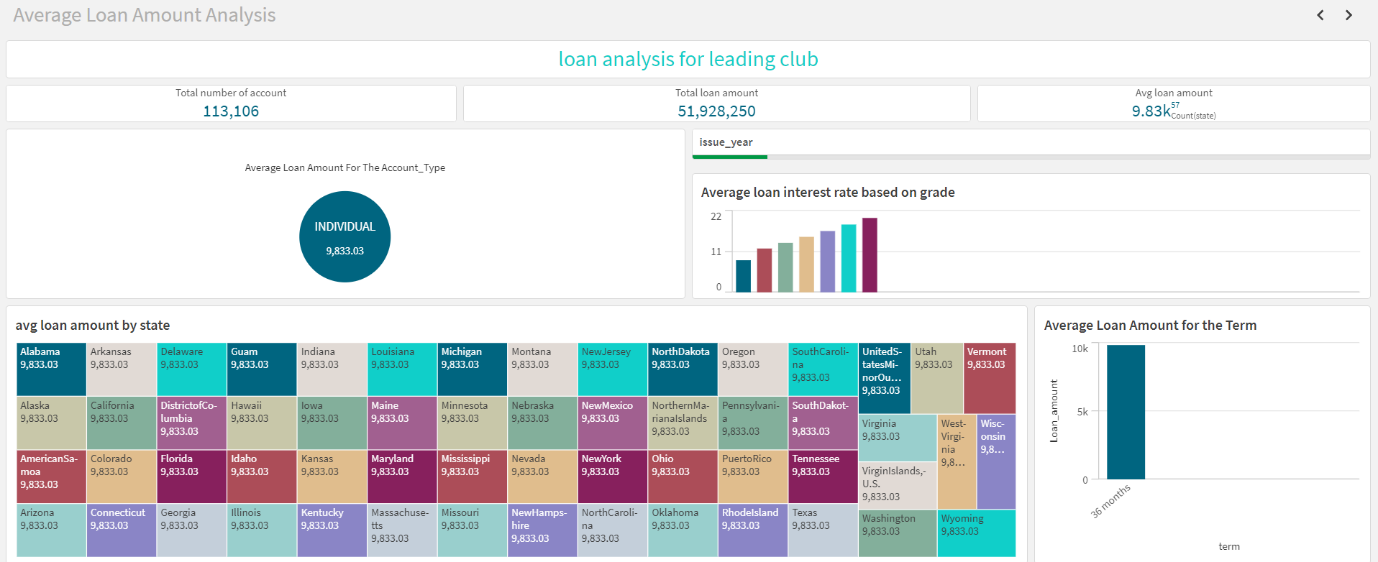 Average Loan Amount Analysis
loan analysis for leading club
Total number of account
113,106
Total loan amount
51,928,250
Avg loan amount
9.83k 57 Count(state)
Average Loan Amount For The Account_Type
INDIVIDUAL
9,833.03
issue_year
Average loan interest rate based on grade
22
11
0
avg loan amount by state
Alabama
9,833.03
Alaska
9,833.03
AmericanSa-
moa
9,833.03
Arizona
9,833.03
Arkansas
9,833.03
California
9,833.03
Colorado
9,833.03
Connecticut
9,833.03
Delaware
9,833.03
DistrictofCo-
lumbia
9,833.03
Florida
9,833.03
Georgia
9,833.03
Guam
9,833.03
Hawaii
9,833.03
Idaho
9,833.03
Illinois
9,833.03
Indiana
9,833.03
Iowa
9,833.03
Kansas
9,833.03
Kentucky
9,833.03
Louisiana
9,833.03
Maine
9,833.03
Maryland
9,833.03
Massachuse-
tts
9,833.03
Michigan
9,833.03
Minnesota
9,833.03
Mississippi
9,833.03
Missouri
9,833.03
Montana
9,833.03
Nebraska
9,833.03
Nevada
9,833.03
NewHamps-
hire
9,833.03
NewJersey
9,833.03
NewMexico
9,833.03
NewYork
9,833.03
NorthCaroli-
na
9,833.03
NorthDakota
9,833.03
NorthernMa-
rianaIslands
9,833.03
Ohio
9,833.03
Oklahoma
9,833.03
Oregon
9,833.03
Pennsylvani-
a
9,833.03
PuertoRico
9,833.03
RhodeIsland
9,833.03
SouthCaroli-
na
9,833.03
SouthDakot-
a
9,833.03
Tennessee
9,833.03
Texas
9,833.03
UnitedS-
tatesMi-
norOu...
9,833.03
Utah
9,833.03
Vermont
9,833.03
Virginia
9,833.03
VirginIslands,-
U.S.
9,833.03
Washington
9,833.03
West-
Virgi-
nia
9,8...
Wisc-
onsin
9,8...
Wyoming
9,833.03
Average Loan Amount for the Term
10k
5k
0
Loan_amount
36 months
term